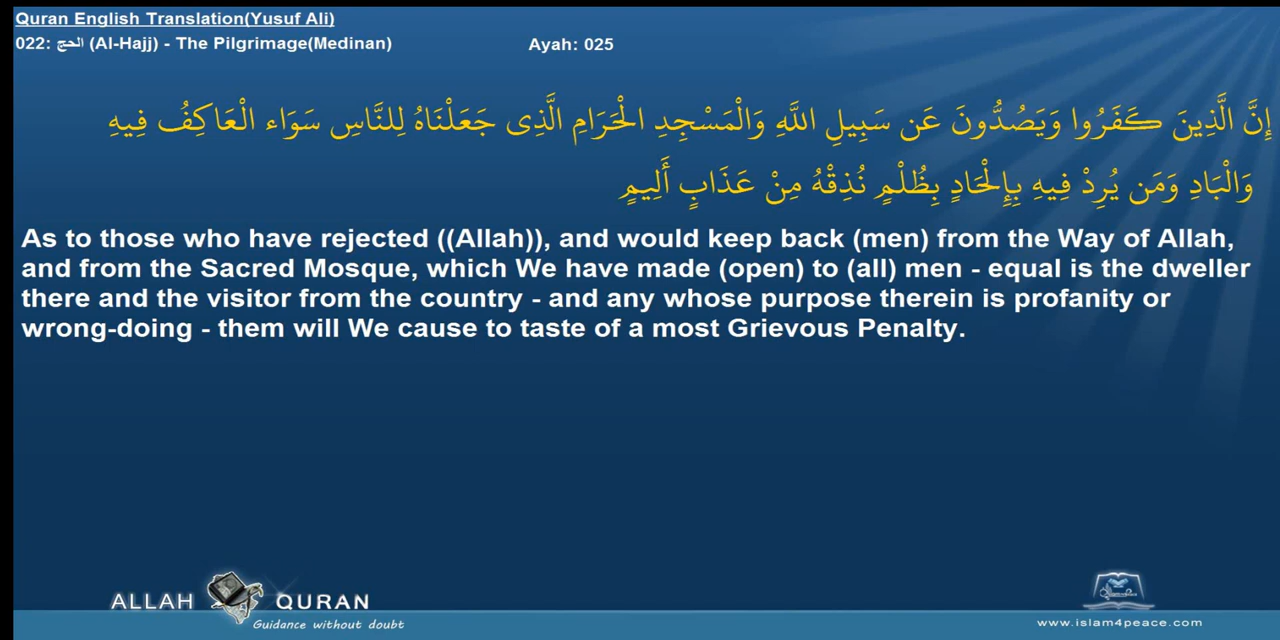 Quran English Translation(Yusuf Ali)
022: الحج (Al-Hajj) - The Pilgrimage(Medinan) Ayah: 025
إِنَّ الَّذِينَ كَفَرُوا وَيَصُدُّونَ عَن سَبِيلِ اللَّهِ وَالْمَسْجِدِ الْحَرَامِ الَّذِى جَعَلْنَاهُ لِلنَّاسِ سَوَاء الْعَاكِفُ فِيهِ
وَالْبَادِ وَمَن يُرِدْ فِيهِ بِإِلْحَادٍ بِظُلْمٍ نُذِقْهُ مِنْ عَذَابٍ أَلِيمٍ
As to those who have rejected ((Allah)), and would keep back (men) from the Way of Allah,
and from the Sacred Mosque, which We have made (open) to (all) men - equal is the dweller
there and the visitor from the country - and any whose purpose therein is profanity or
wrong-doing - them will We cause to taste of a most Grievous Penalty.
ALLAH QURAN
Guidance without doubt
www.islam4peace.com